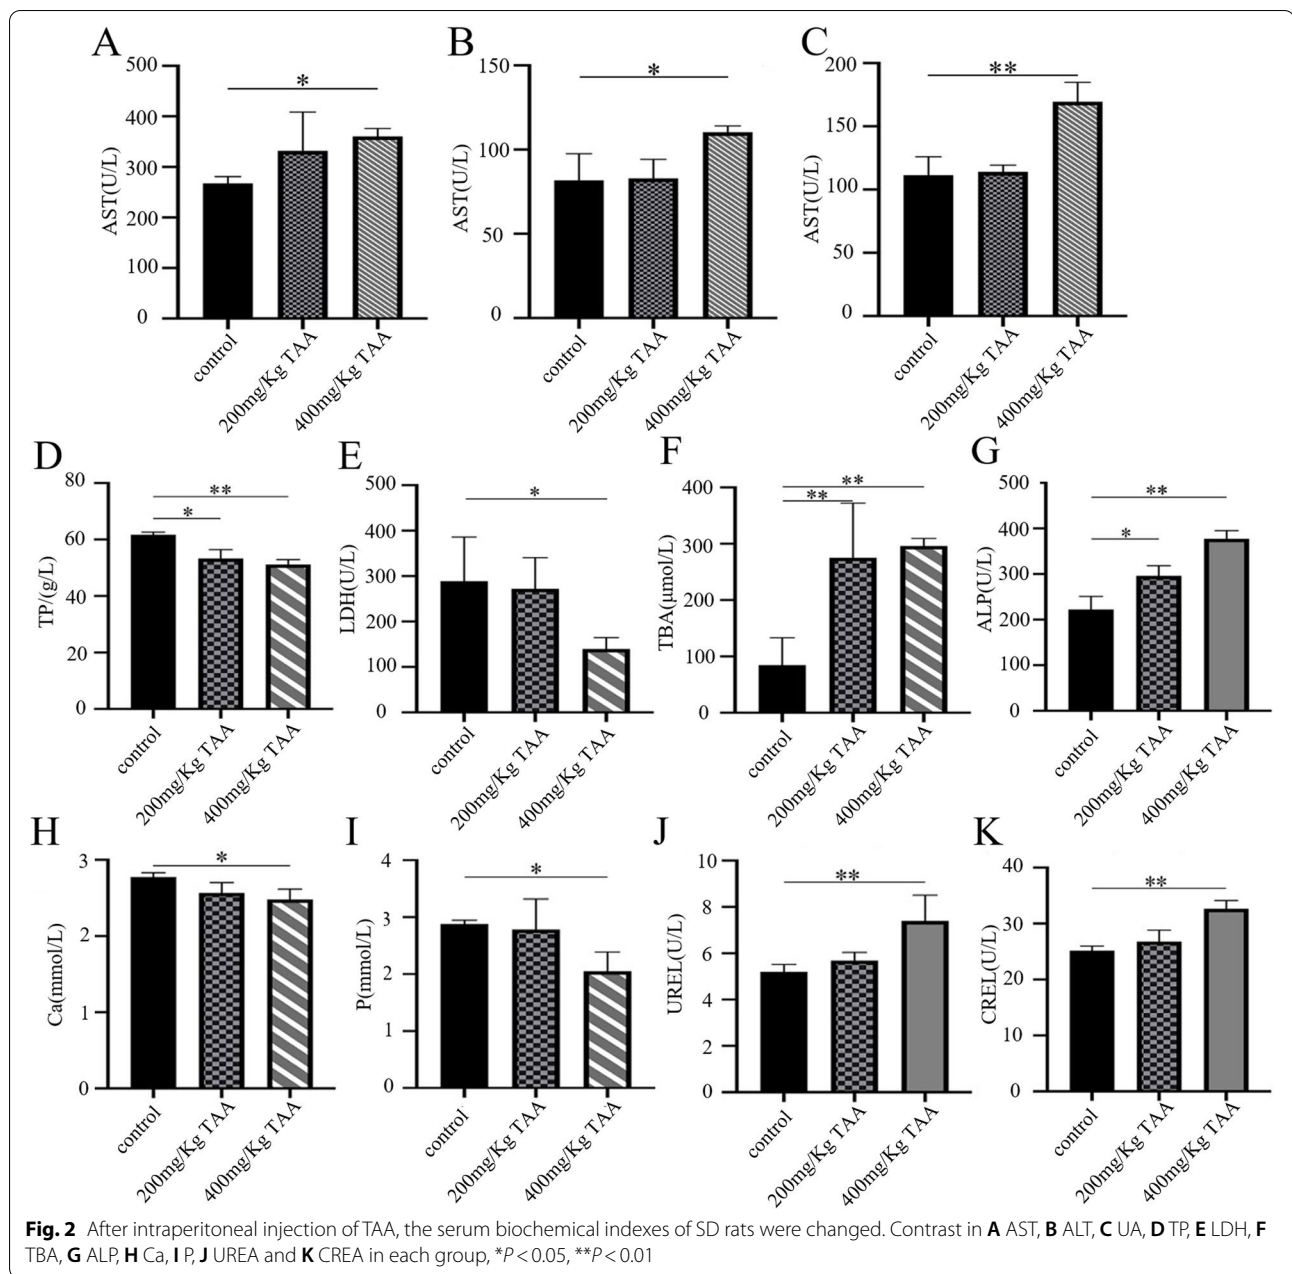 A
B
C
500
400
300
200
100
0
AST(U/L)
*
control
200mg/Kg TAA
400mg/Kg TAA
150
100
50
0
AST(U/L)
*
control
200mg/Kg TAA
400mg/Kg TAA
200
150
100
50
0
AST(U/L)
**
control
200mg/Kg TAA
400mg/Kg TAA
D
E
F
G
80
60
40
20
0
TP/(g/L)
**
*
control
200mg/Kg TAA
400mg/Kg TAA
500
400
300
200
100
0
LDH(U/L)
*
control
200mg/Kg TAA
400mg/Kg TAA
400
300
200
100
0
TBA(μmol/L)
**
**
control
200mg/Kg TAA
400mg/Kg TAA
500
400
300
200
100
0
ALP(U/L)
**
*
control
200mg/Kg TAA
400mg/Kg TAA
H
I
J
K
3
2
1
0
Ca(mmol/L)
*
control
200mg/Kg TAA
400mg/Kg TAA
4
3
2
1
0
P(mmol/L)
*
control
200mg/Kg TAA
400mg/Kg TAA
10
8
6
4
2
0
UREL(U/L)
**
control
200mg/Kg TAA
400mg/Kg TAA
40
30
20
10
0
CREL(U/L)
**
control
200mg/Kg TAA
400mg/Kg TAA
Fig. 2 After intraperitoneal injection of TAA, the serum biochemical indexes of SD rats were changed. Contrast in A AST, B ALT, C UA, D TP, E LDH, F
TBA, G ALP, H Ca, I P, J UREA and K CREA in each group, *P < 0.05, **P < 0.01